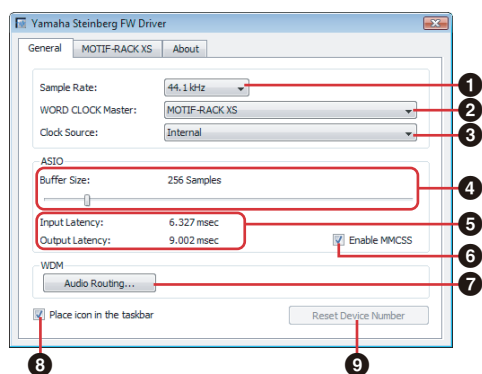 Yamaha Steinberg FW Driver
General MOTIF-RACK XS About
Sample Rate: 44.1 kHz 1
WORD CLOCK Master: MOTIF-RACK XS 2
Clock Source: Internal 3
ASIO
Buffer Size: 256 Samples 4
Input Latency: 6.327 msec 5
Output Latency: 9.002 msec Enable MMCSS
6
WDM
Audio Routing... 7
Place icon in the taskbar Reset Device Number
8 9